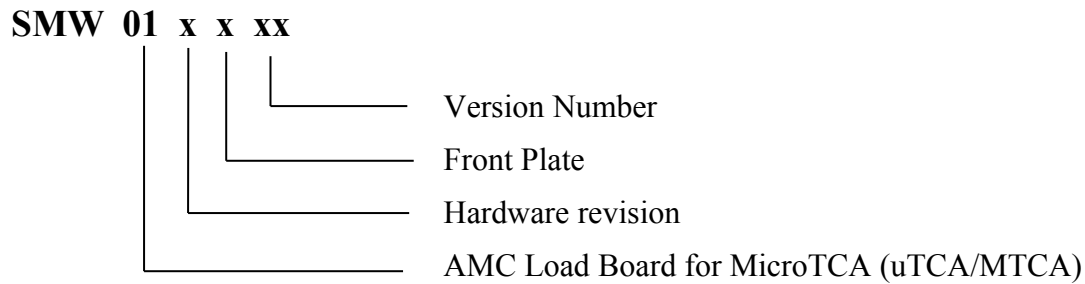 SMW 01 x x xx
Version Number
Front Plate
Hardware revision
AMC Load Board for MicroTCA (uTCA/MTCA)